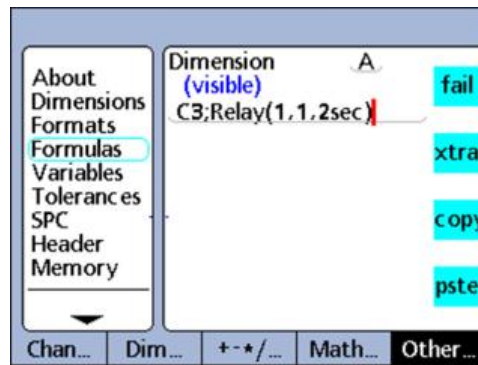 About
Dimensions
Formats
Formulas
Variables
Tolerances
SPC
Header
Memory
Dimension A
(visible)
C3;Relay(1,1,2sec)
fail
xtra
copy
pste
Chan...
Dim...
+-*/...
Math...
Other...